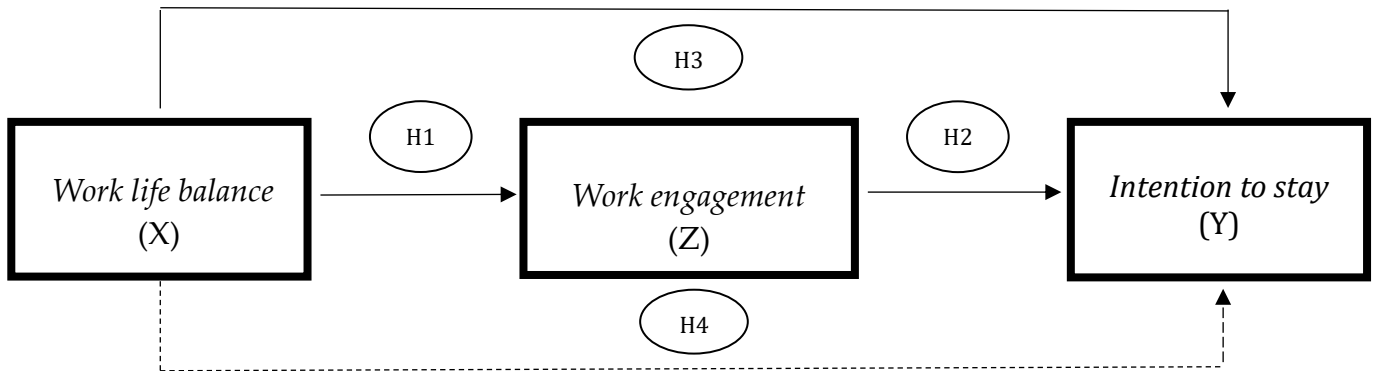 H3
H1
H2
Work life balance
(X)
Work engagement
(Z)
Intention to stay
(Y)
H4